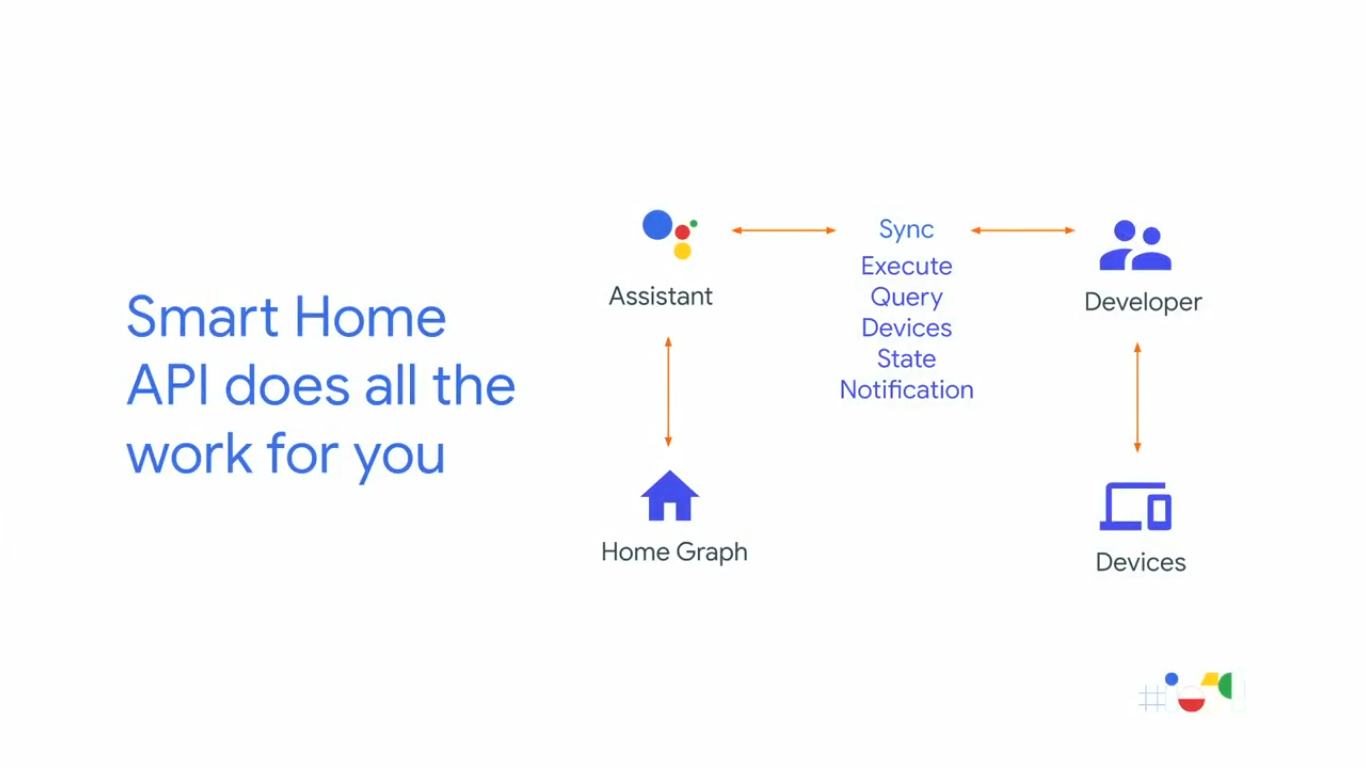 Smart Home
API does all the
work for you
Assistant
Sync
Execute
Query
Devices
State
Notification
Developer
Home Graph
Devices